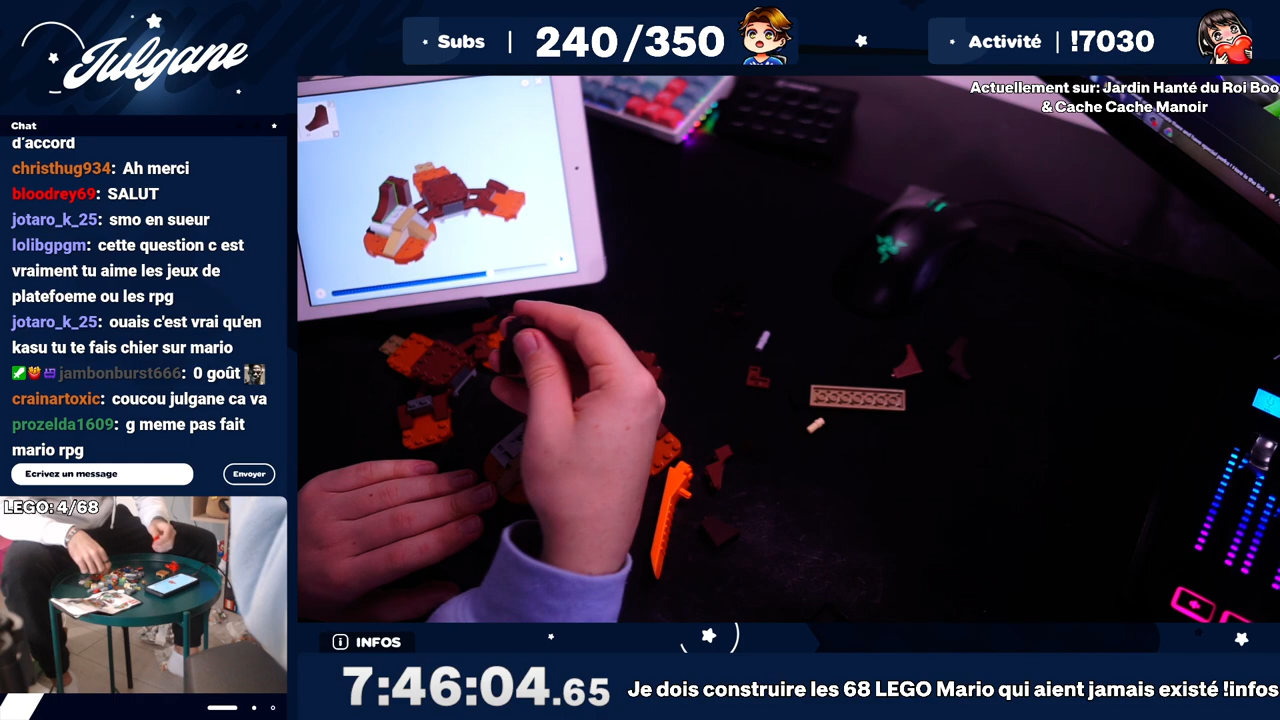 Julgane
Subs | 240/350
Activité | !7030
Actuellement sur: Jardin Hanté du Roi Boo
& Cache Cache Manoir
Chat
d'accord
christhug934: Ah merci
bloodrey69: SALUT
jotaro_k_25: smo en sueur
lolibgpgm: cette question c est
vraiment tu aime les jeux de
platefoeme ou les rpg
jotaro_k_25: ouais c'est vrai qu'en
kasu tu te fais chier sur mario
jambonburst666: 0 goût
crainartoxic: coucou julgane ca va
prozelda1609: g meme pas fait
mario rpg
Ecrivez un message
Envoyer
LEGO: 4/68
INFOS
7:46:04.65
Je dois construire les 68 LEGO Mario qui aient jamais existé !infos